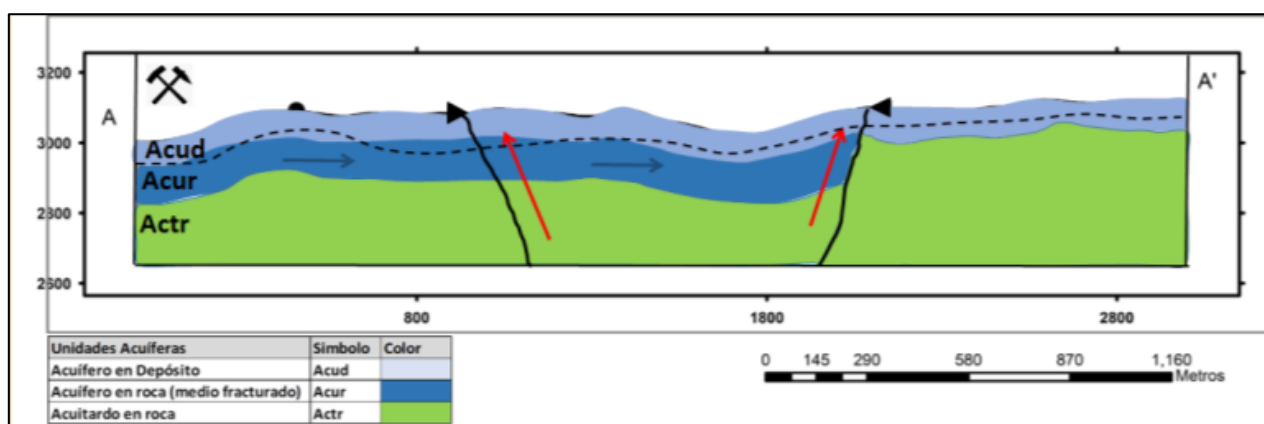 3200
3000
2800
2600
A
A'
Acud
Acur
Actr
800
1800
2800
Unidades Acuíferas Simbolo Color
Acuífero en Depósito Acud
Acuífero en roca (medio fracturado) Acur
Acuitardo en roca Actr
0 145 290 580 870 1,160
Metros